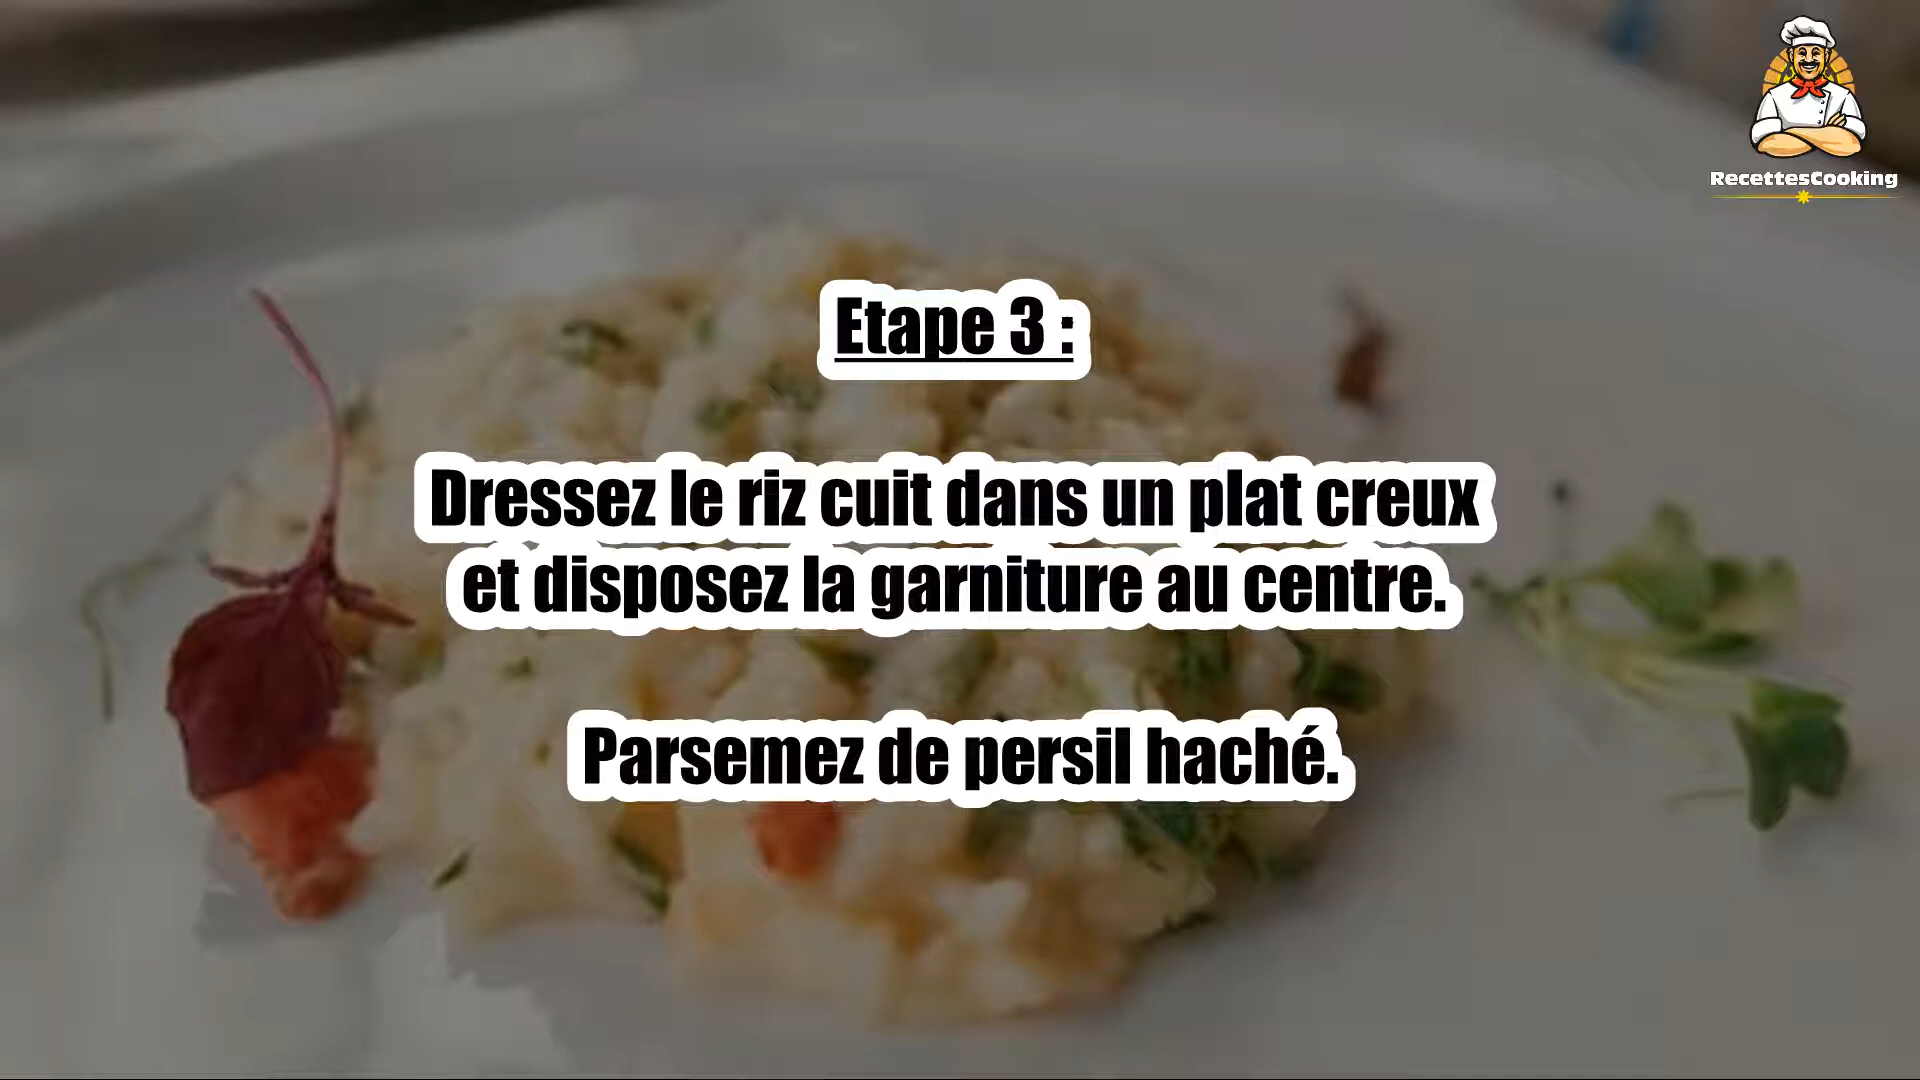 RecettesCooking
Etape 3 :
Dressez le riz cuit dans un plat creux
et disposez la garniture au centre.
Parsemez de persil haché.